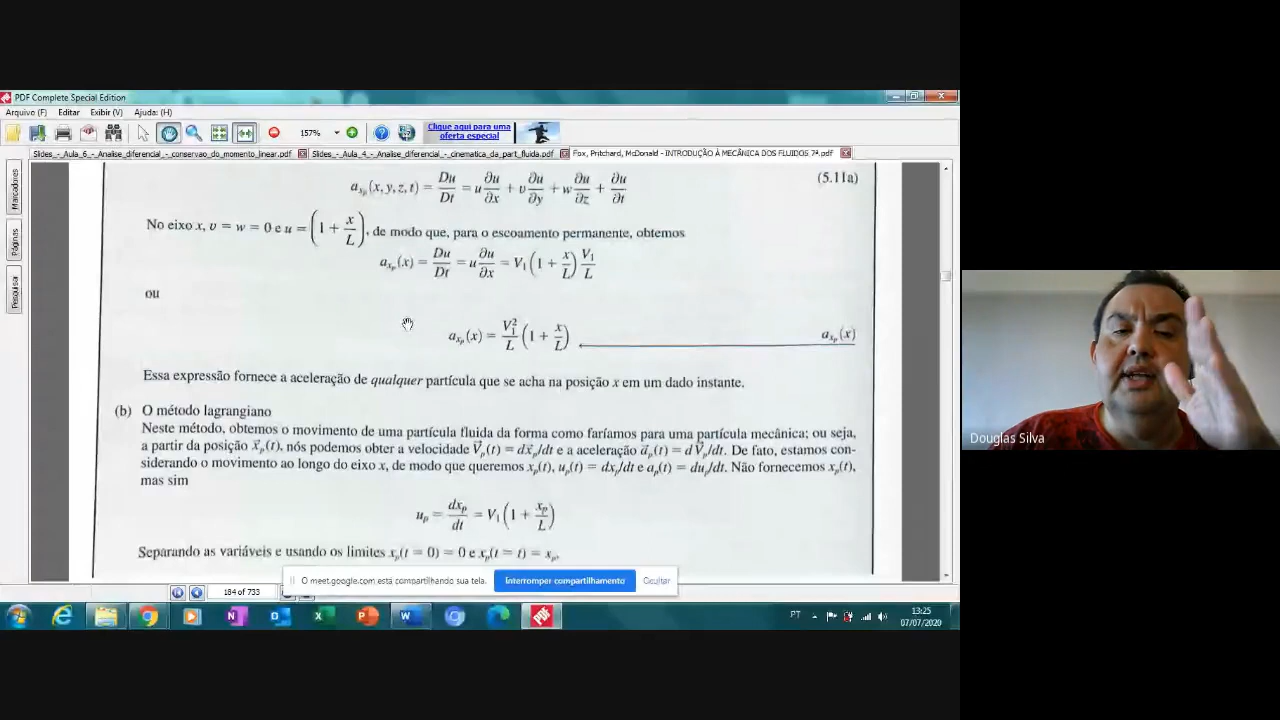 PDF Complete Special Edition
Arquivo (F) Editar Exibir (V) Ajuda: (H)
157% Clique aqui para uma
oferta especial
Slides_-_Aula_6_-_Analise_diferencial_-_conservao_do_momento_linear.pdf Slides_-_Aula_4_-_Analise_diferencial_-_cinematica_da_part_fluida.pdf Fox, Pritchard, McDonald - INTRODUÇÃO À MECÂNICA DOS FLUIDOS 7ª.pdf
Marcadores
Páginas
Pesquisar
a_{x_p}(x, y, z, t) = Du/Dt = u ∂u/∂x + υ ∂u/∂y + w ∂u/∂z + ∂u/∂t (5.11a)
No eixo x, υ = w = 0 e u = (1 + x/L), de modo que, para o escoamento permanente, obtemos
a_{x_p}(x) = Du/Dt = u ∂u/∂x = V₁(1 + x/L) V₁/L
ou
a_{x_p}(x) = V₁²/L (1 + x/L) a_{x_p}(x)
Essa expressão fornece a aceleração de qualquer partícula que se acha na posição x em um dado instante.
(b) O método lagrangiano
Neste método, obtemos o movimento de uma partícula fluida da forma como faríamos para uma partícula mecânica; ou seja,
a partir da posição x⃗_p(t), nós podemos obter a velocidade V⃗_p(t) = dx⃗_p/dt e a aceleração a⃗_p(t) = dV⃗_p/dt. De fato, estamos con-
siderando o movimento ao longo do eixo x, de modo que queremos x_p(t), u_p(t) = dx_p/dt e a_p(t) = du_p/dt. Não fornecemos x_p(t),
mas sim
u_p = dx_p/dt = V₁(1 + x_p/L)
Separando as variáveis e usando os limites x_p(t = 0) = 0 e x_p(t = t) = x_p,
O meet.google.com está compartilhando sua tela. Interromper compartilhamento Ocultar
184 of 733
PT 13:25
07/07/2020
Douglas Silva